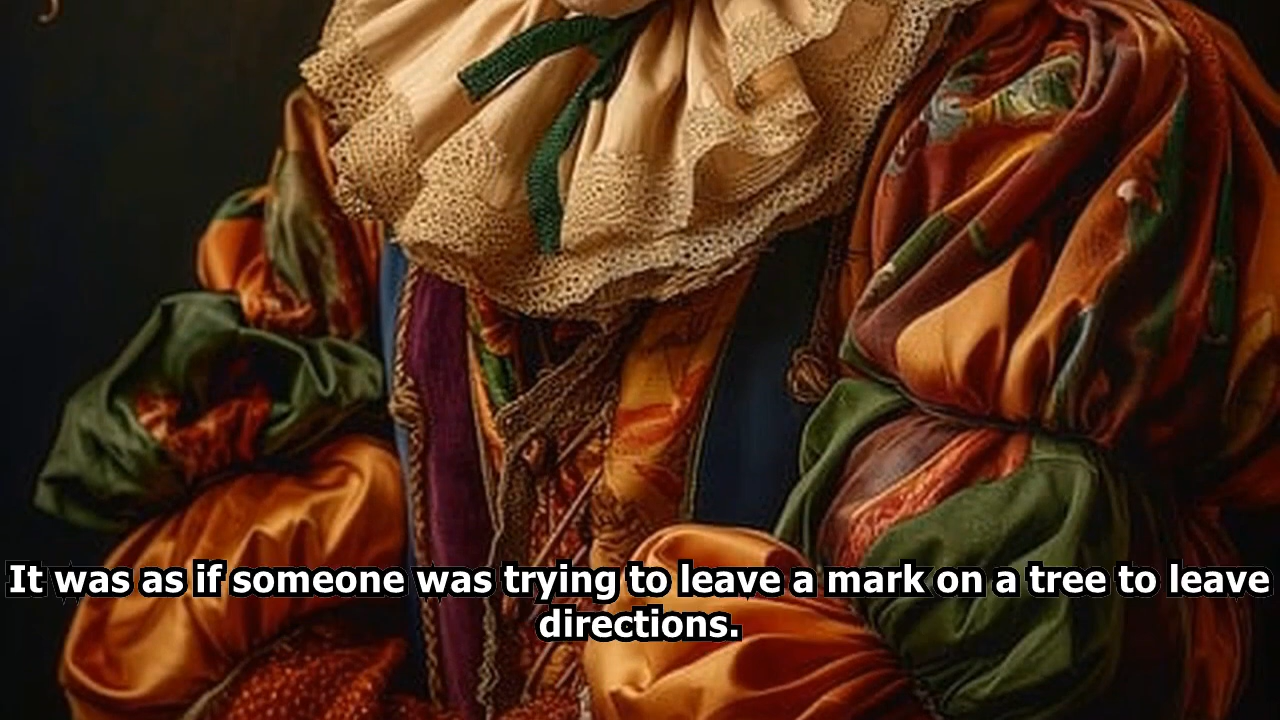 It was as if someone was trying to leave a mark on a tree to leave
directions.